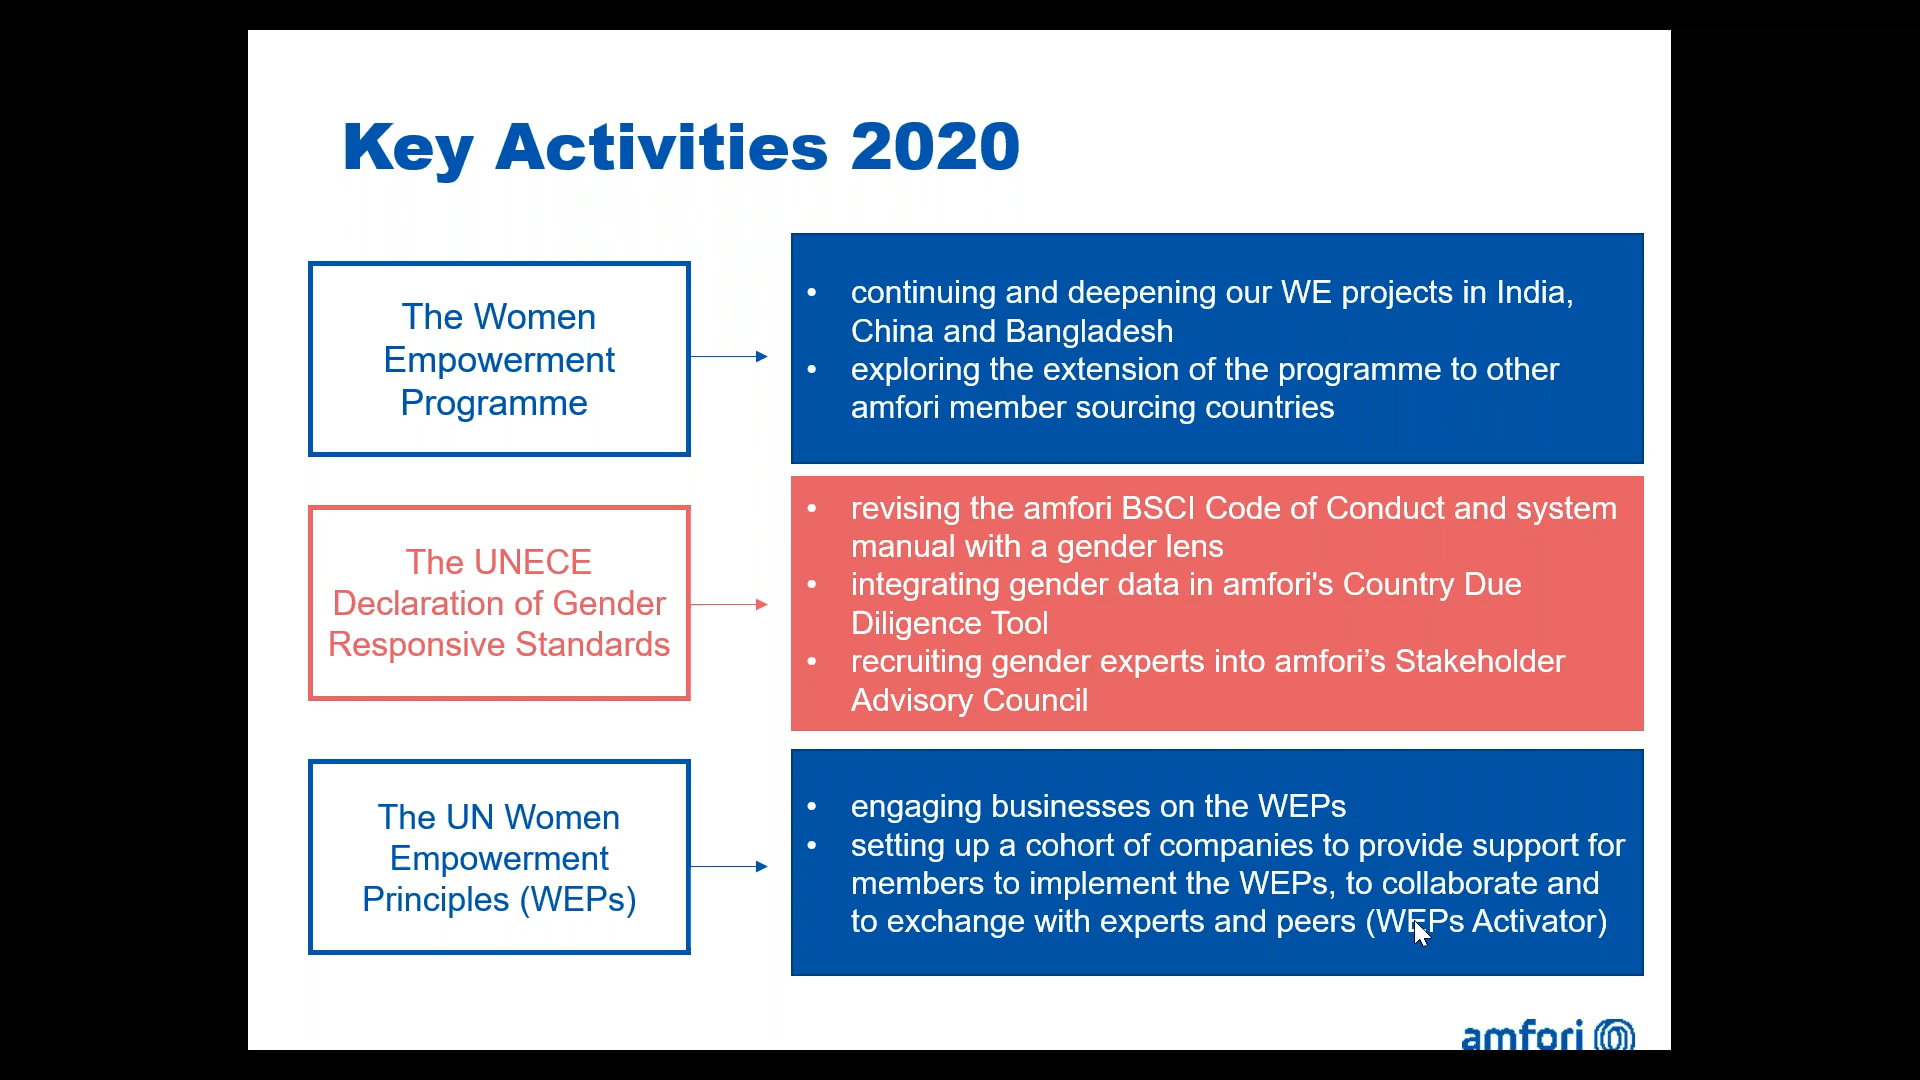 Key Activities 2020
The Women
Empowerment
Programme
• continuing and deepening our WE projects in India,
China and Bangladesh
• exploring the extension of the programme to other
amfori member sourcing countries
The UNECE
Declaration of Gender
Responsive Standards
• revising the amfori BSCI Code of Conduct and system
manual with a gender lens
• integrating gender data in amfori's Country Due
Diligence Tool
• recruiting gender experts into amfori’s Stakeholder
Advisory Council
The UN Women
Empowerment
Principles (WEPs)
• engaging businesses on the WEPs
• setting up a cohort of companies to provide support for
members to implement the WEPs, to collaborate and
to exchange with experts and peers (WEPs Activator)
amfori